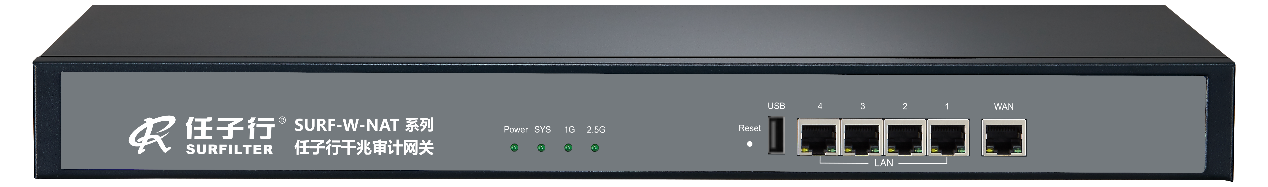 任子行® SURF-W-NAT 系列
SURFILTER 任子行千兆审计网关
Power SYS 1G 2.5G
Reset
USB 4 3 2 1 WAN
LAN